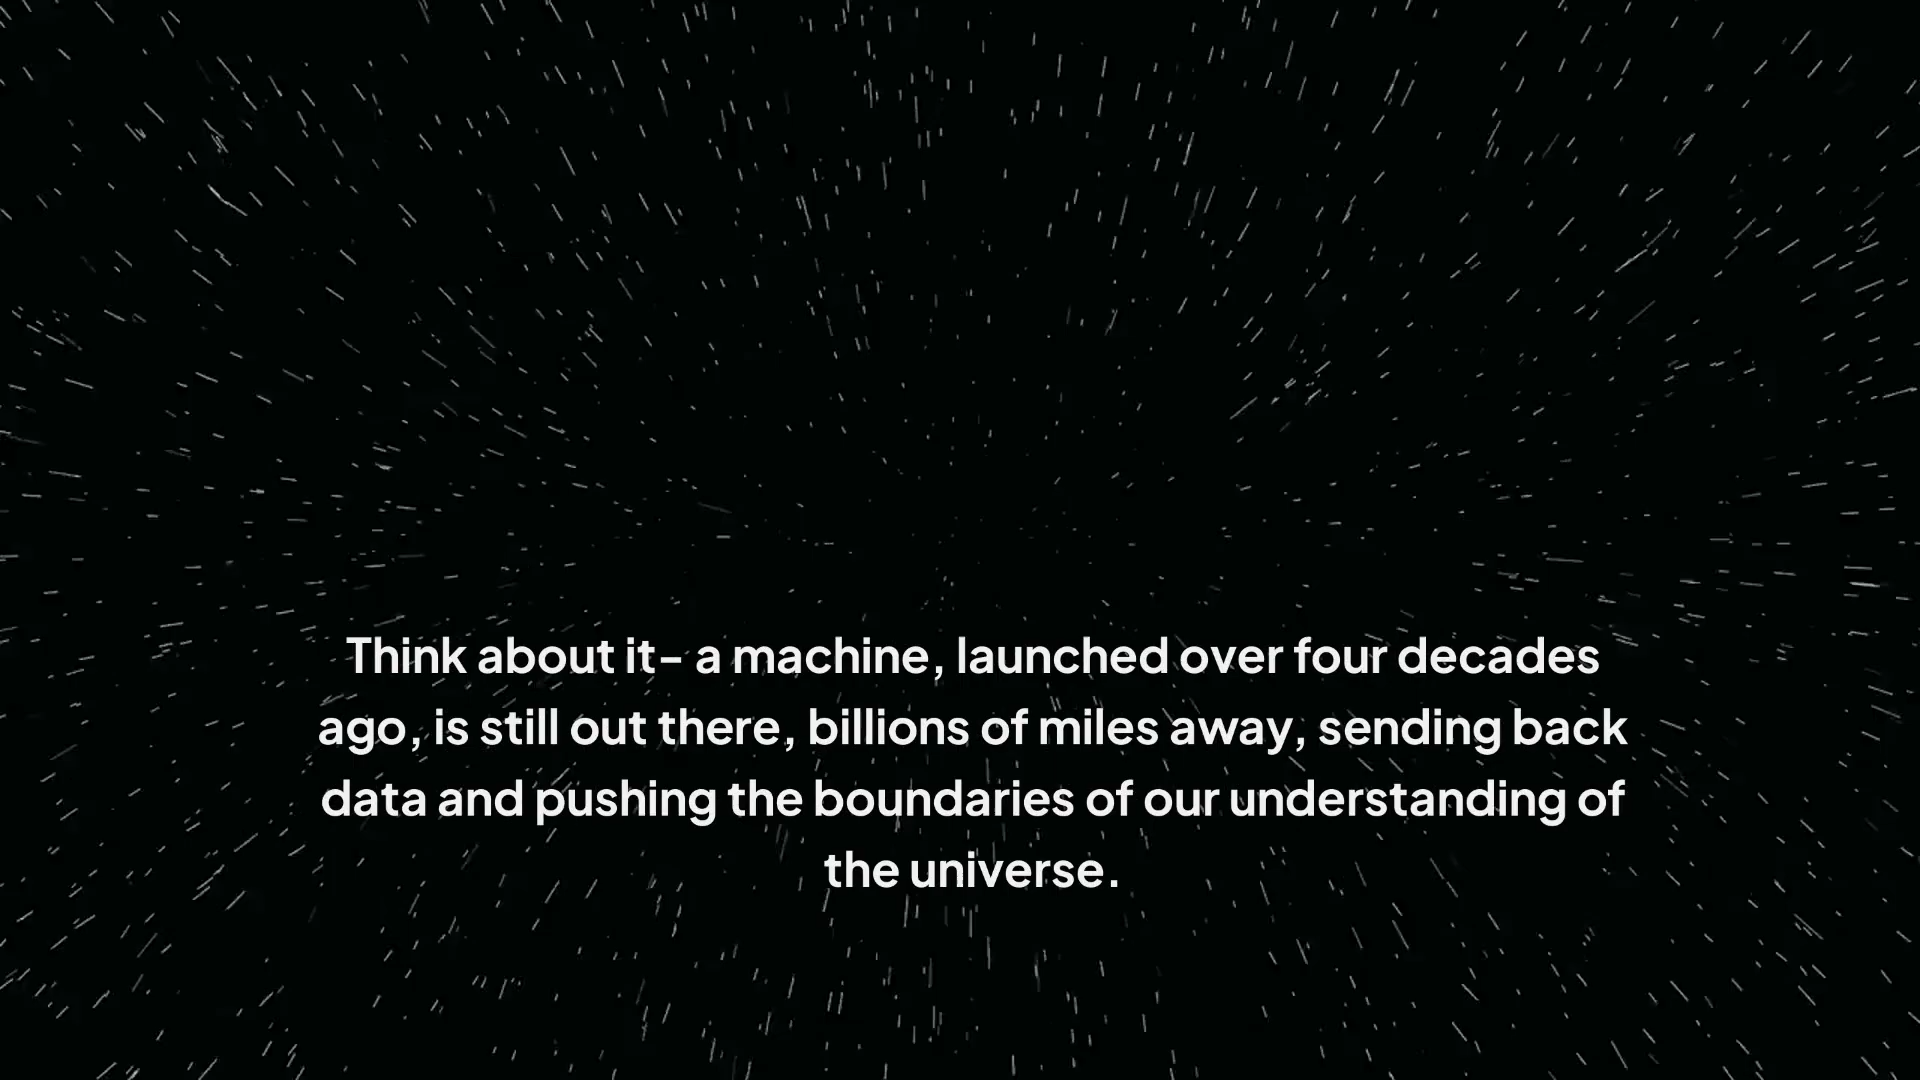 Think about it– a machine, launched over four decades
ago, is still out there, billions of miles away, sending back
data and pushing the boundaries of our understanding of
the universe.